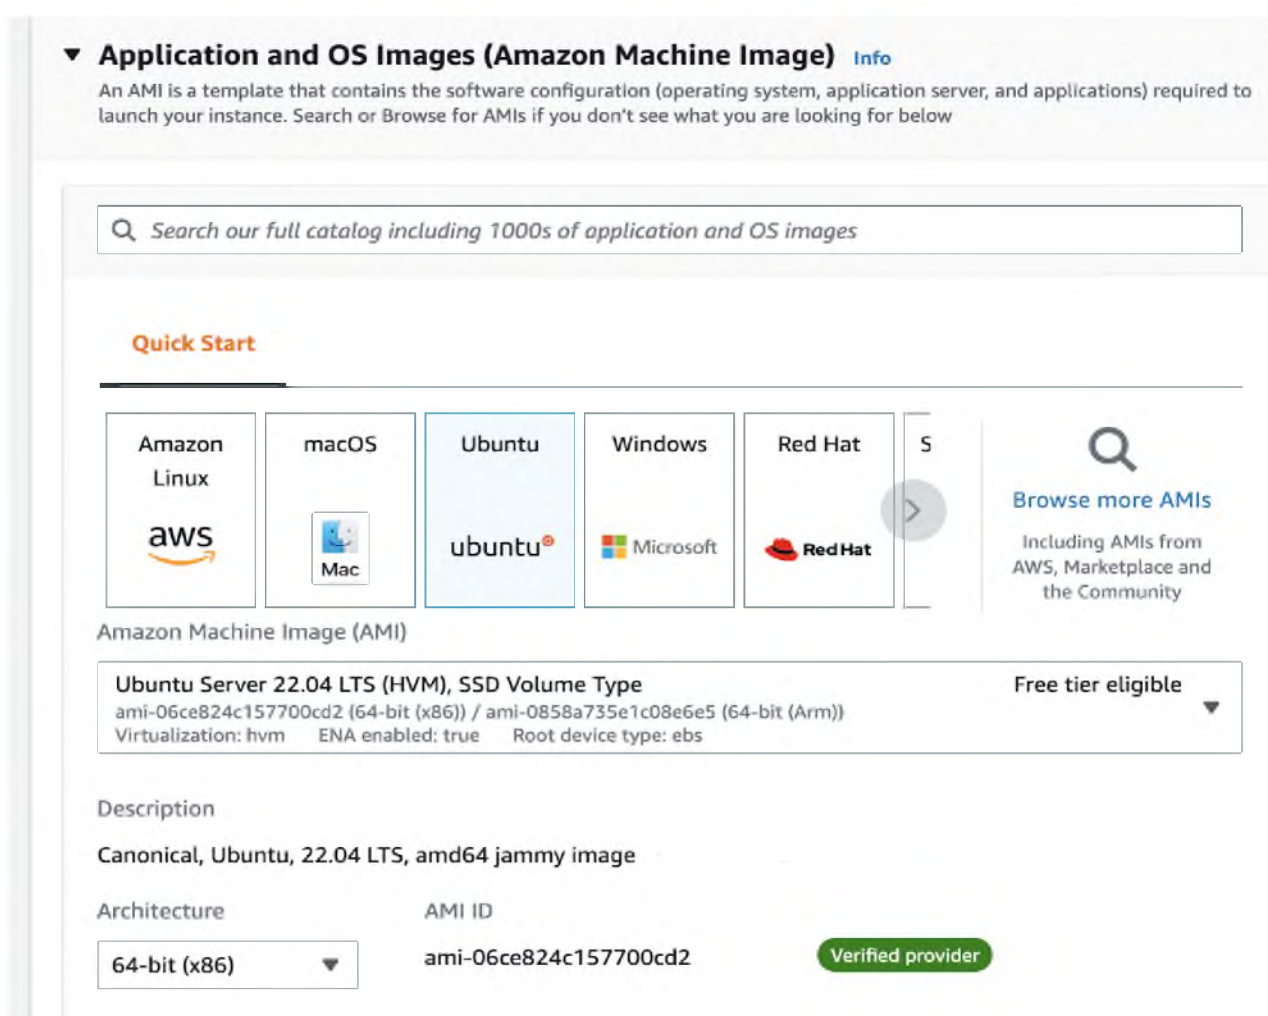 Application and OS Images (Amazon Machine Image) Info
An AMI is a template that contains the software configuration (operating system, application server, and applications) required to
launch your instance. Search or Browse for AMIs if you don't see what you are looking for below
Search our full catalog including 1000s of application and OS images
Quick Start
Amazon
Linux
aws
macOS
Mac
Ubuntu
ubuntu
Windows
Microsoft
Red Hat
RedHat
S
Browse more AMIs
Including AMIs from
AWS, Marketplace and
the Community
Amazon Machine Image (AMI)
Ubuntu Server 22.04 LTS (HVM), SSD Volume Type
Free tier eligible
ami-06ce824c157700cd2 (64-bit (x86)) / ami-0858a735e1c08e6e5 (64-bit (Arm))
Virtualization: hvm ENA enabled: true Root device type: ebs
Description
Canonical, Ubuntu, 22.04 LTS, amd64 jammy image
Architecture
AMI ID
64-bit (x86)
ami-06ce824c157700cd2
Verified provider